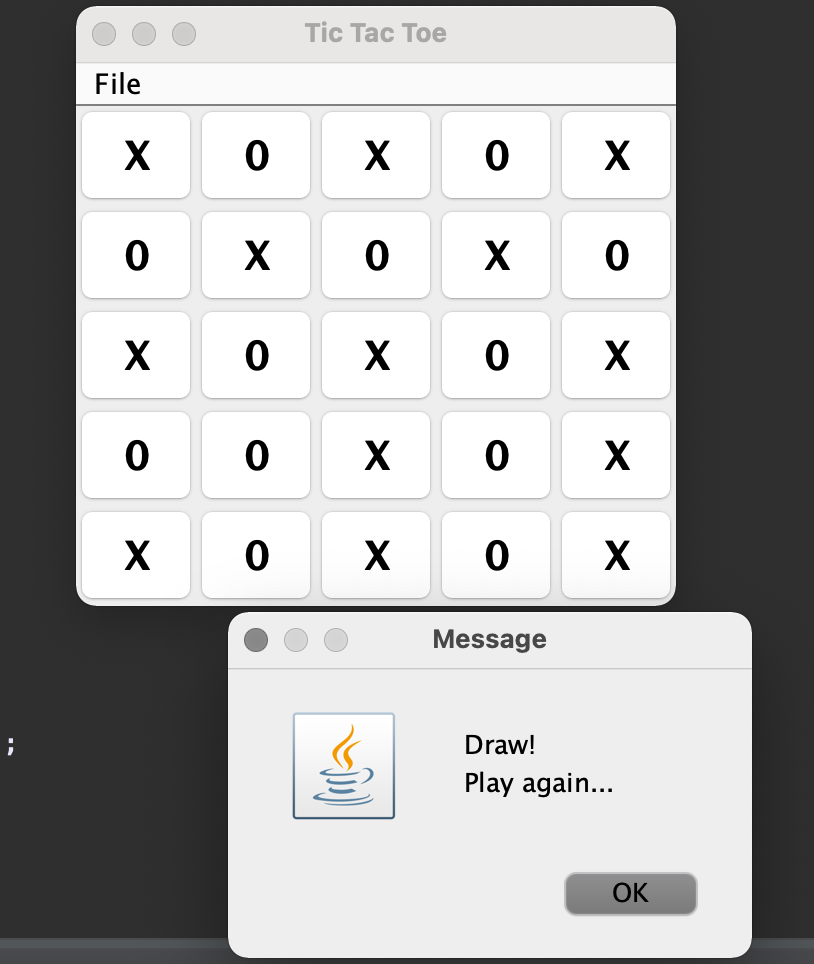 Tic Tac Toe
File
X 0 X 0 X
0 X 0 X 0
X 0 X 0 X
0 0 X 0 X
X 0 X 0 X
;
Message
Draw!
Play again...
OK